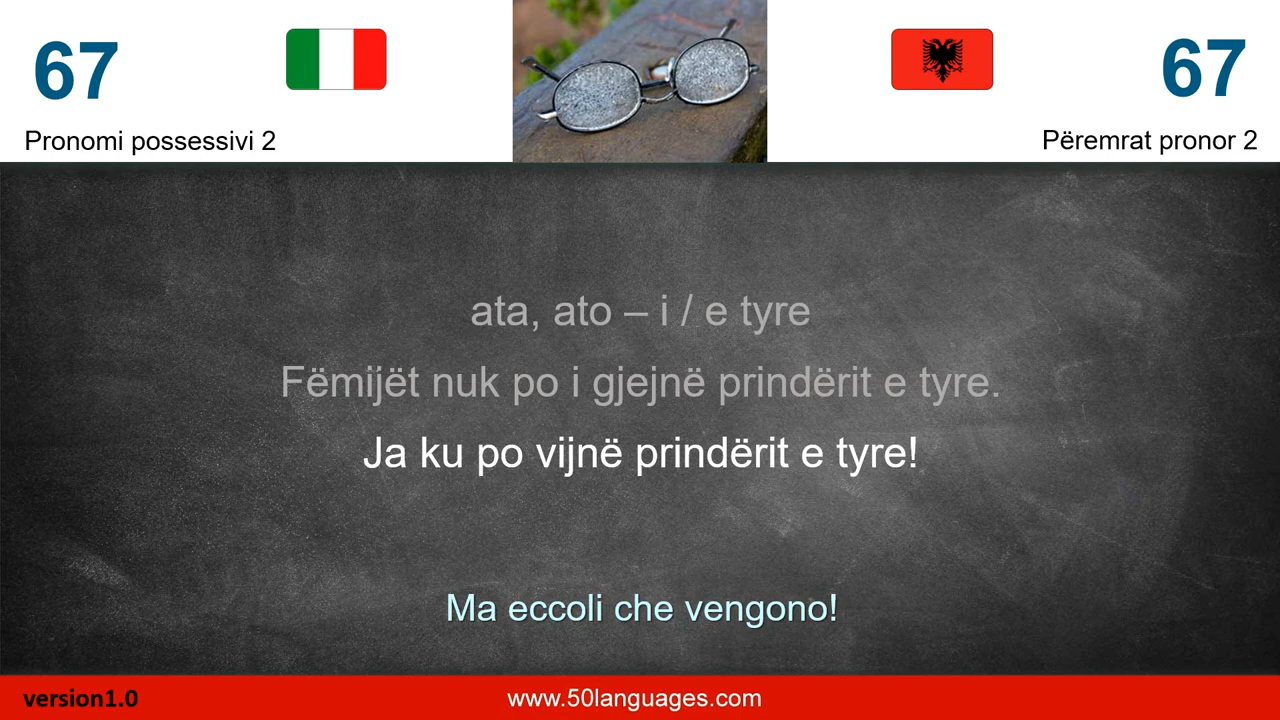 67
67
Pronomi possessivi 2
Përemrat pronor 2
ata, ato – i / e tyre
Fëmijët nuk po i gjejnë prindërit e tyre.
Ja ku po vijnë prindërit e tyre!
Ma eccoli che vengono!
version1.0
www.50languages.com